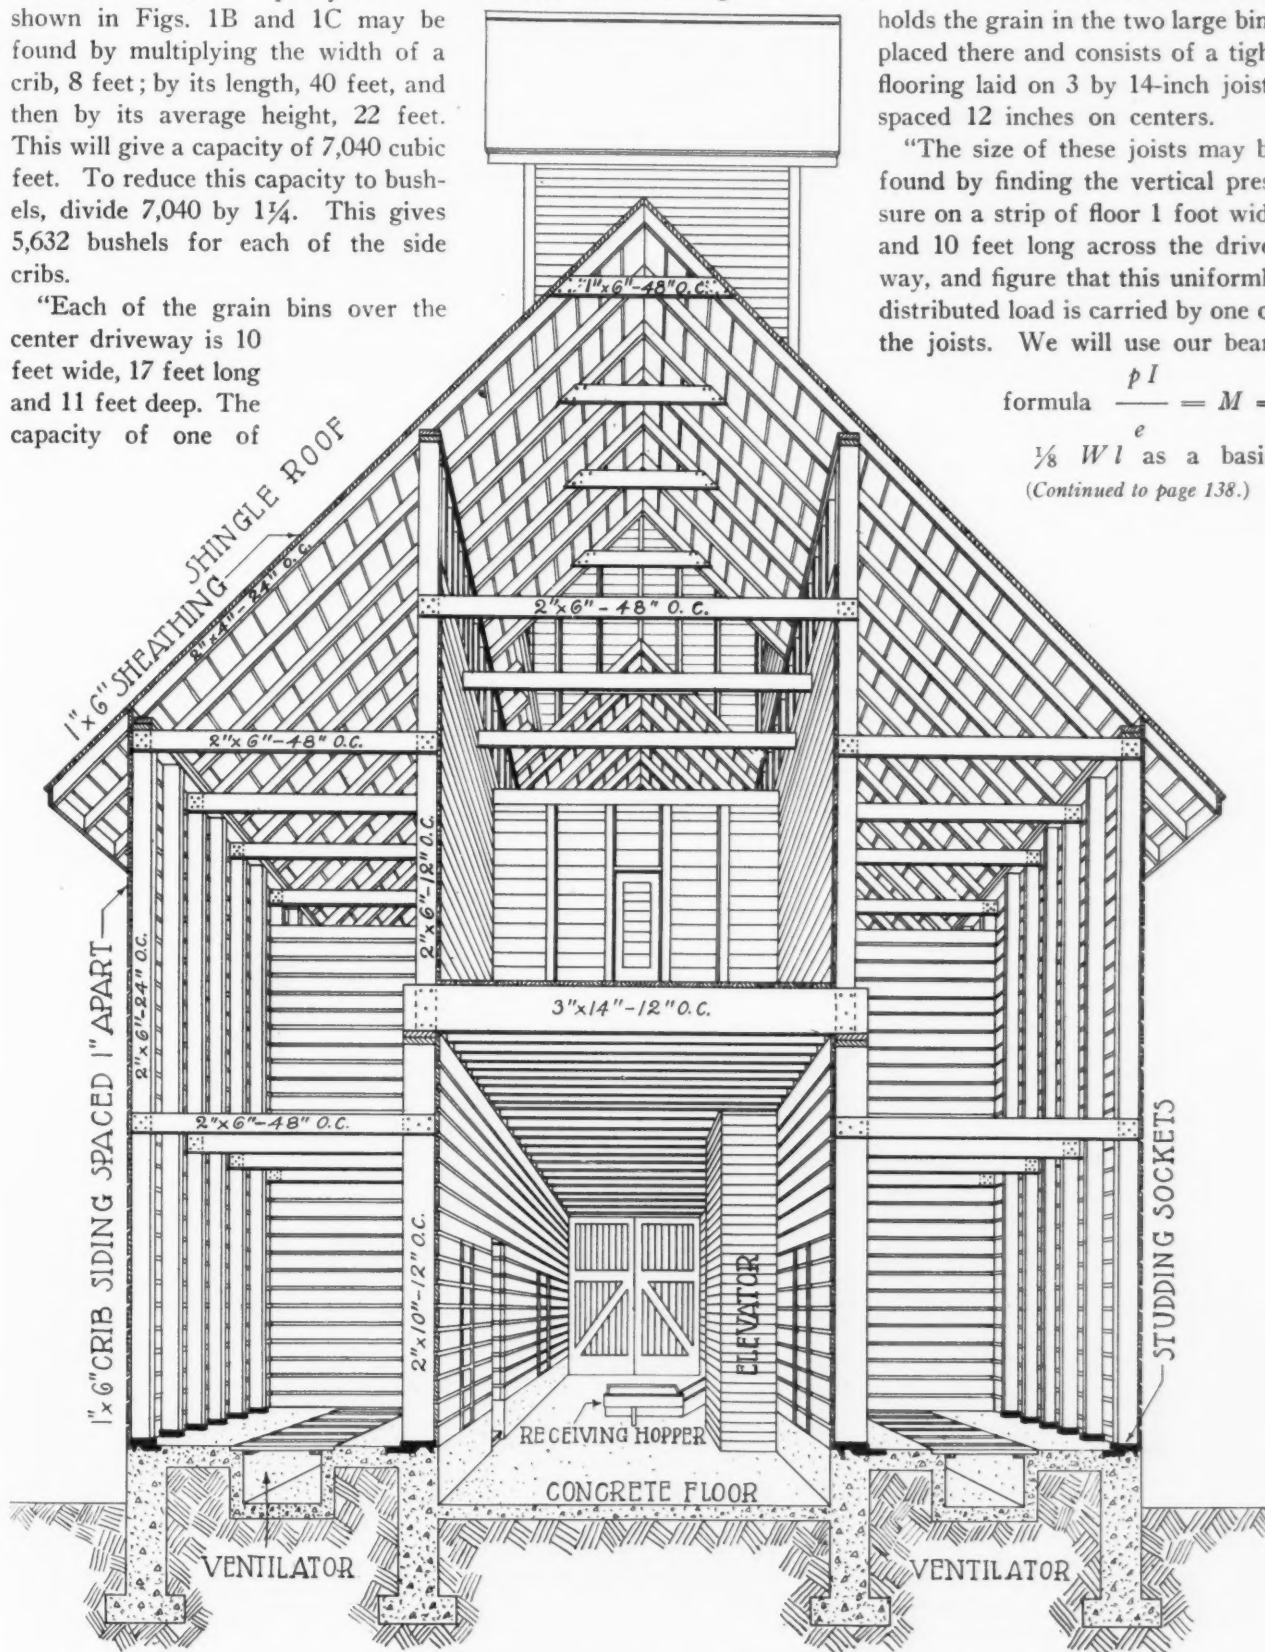 shown in Figs. 1B and 1C may be
found by multiplying the width of a
crib, 8 feet; by its length, 40 feet, and
then by its average height, 22 feet.
This will give a capacity of 7,040 cubic
feet. To reduce this capacity to bush-
els, divide 7,040 by 1¼. This gives
5,632 bushels for each of the side
cribs.
"Each of the grain bins over the
center driveway is 10
feet wide, 17 feet long
and 11 feet deep. The
capacity of one of
holds the grain in the two large bin
placed there and consists of a tigh
flooring laid on 3 by 14-inch joist
spaced 12 inches on centers.
"The size of these joists may b
found by finding the vertical pres
sure on a strip of floor 1 foot wid
and 10 feet long across the drive
way, and figure that this uniforml
distributed load is carried by one o
the joists. We will use our bear
p I
formula —— = M =
e
⅛ W l as a basi
(Continued to page 138.)
1"x6"-48"O.C.
SHINGLE ROOF
1"x6" SHEATHING
2"x4"-24" O.C.
2"x6"-48" O.C.
2"x6"-48" O.C.
2"x6"-12" O.C.
1"x6" CRIB SIDING SPACED 1" APART
2"x6"-24" O.C.
3"x14"-12" O.C.
2"x6"-48" O.C.
2"x10"-12" O.C.
ELEVATOR
STUDDING SOCKETS
RECEIVING HOPPER
CONCRETE FLOOR
VENTILATOR
VENTILATOR